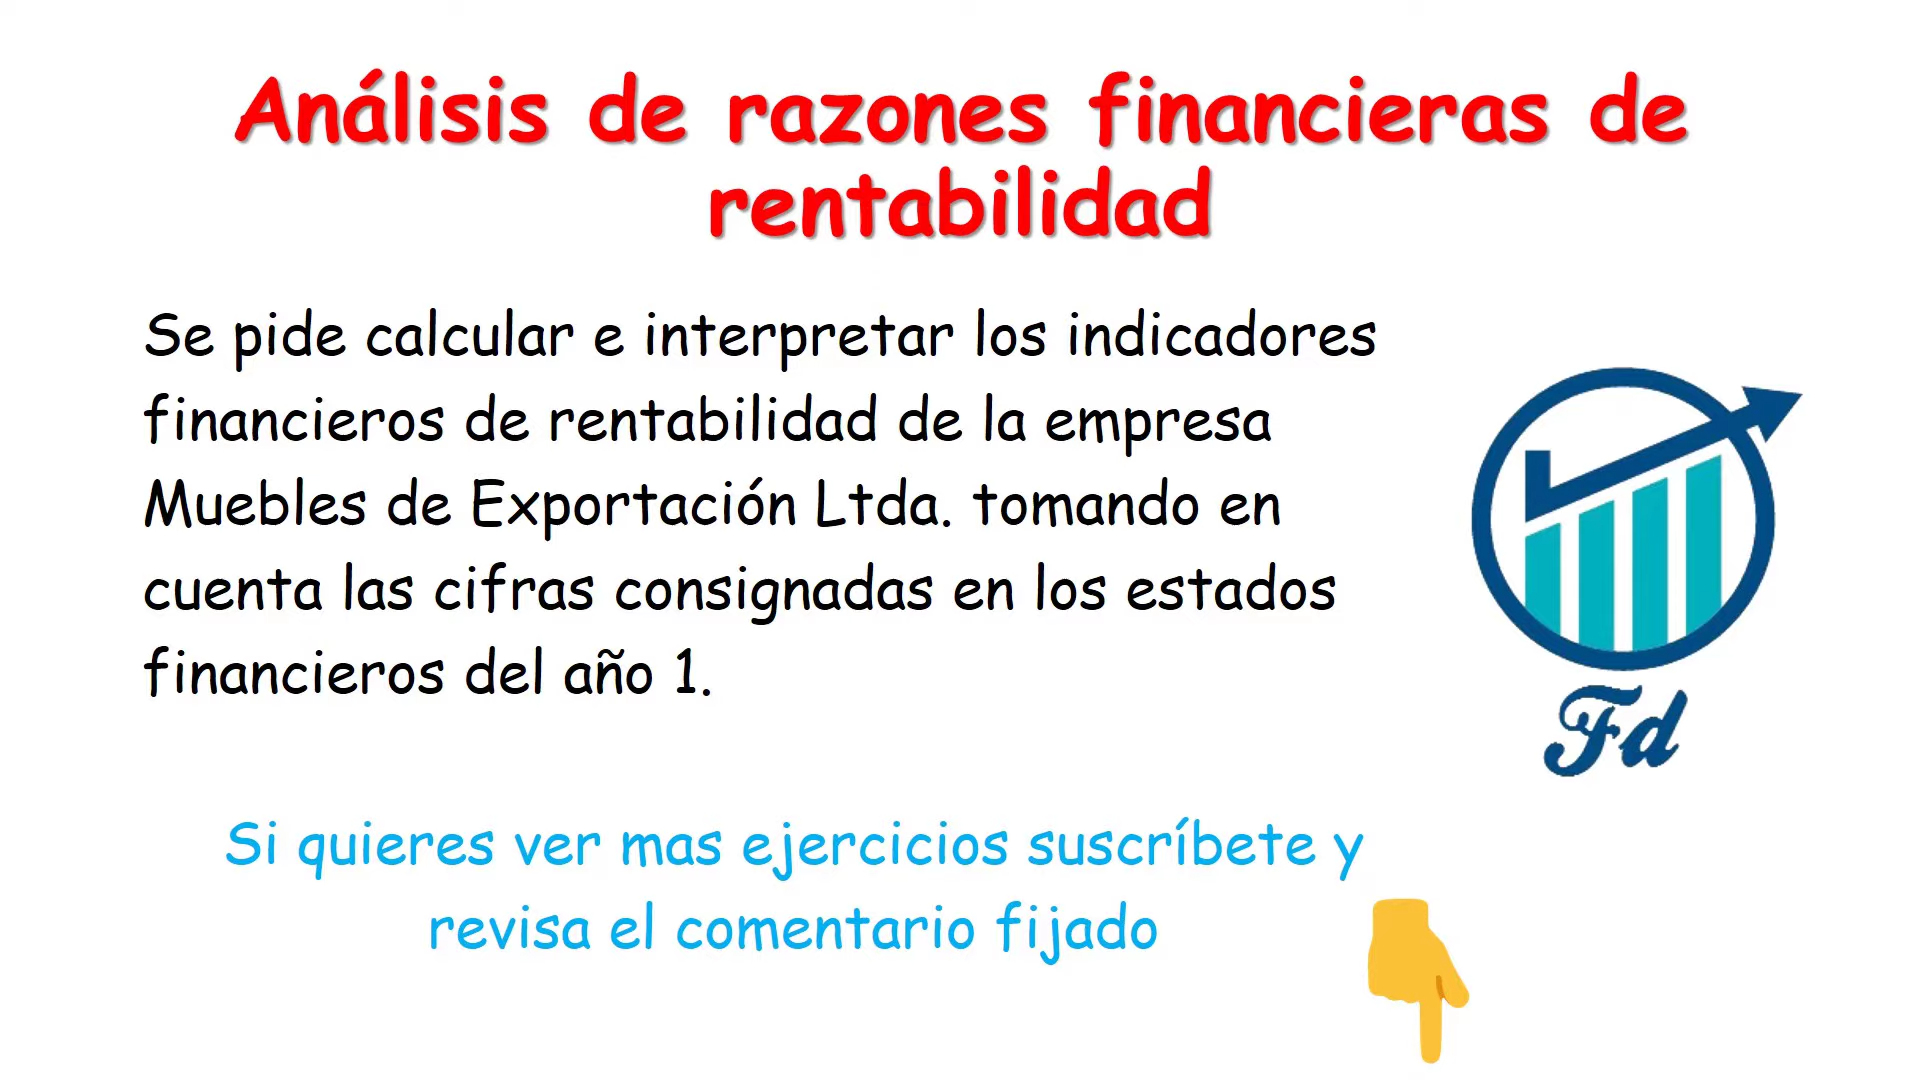 Análisis de razones financieras de
rentabilidad
Se pide calcular e interpretar los indicadores
financieros de rentabilidad de la empresa
Muebles de Exportación Ltda. tomando en
cuenta las cifras consignadas en los estados
financieros del año 1.
Fd
Si quieres ver mas ejercicios suscríbete y
revisa el comentario fijado